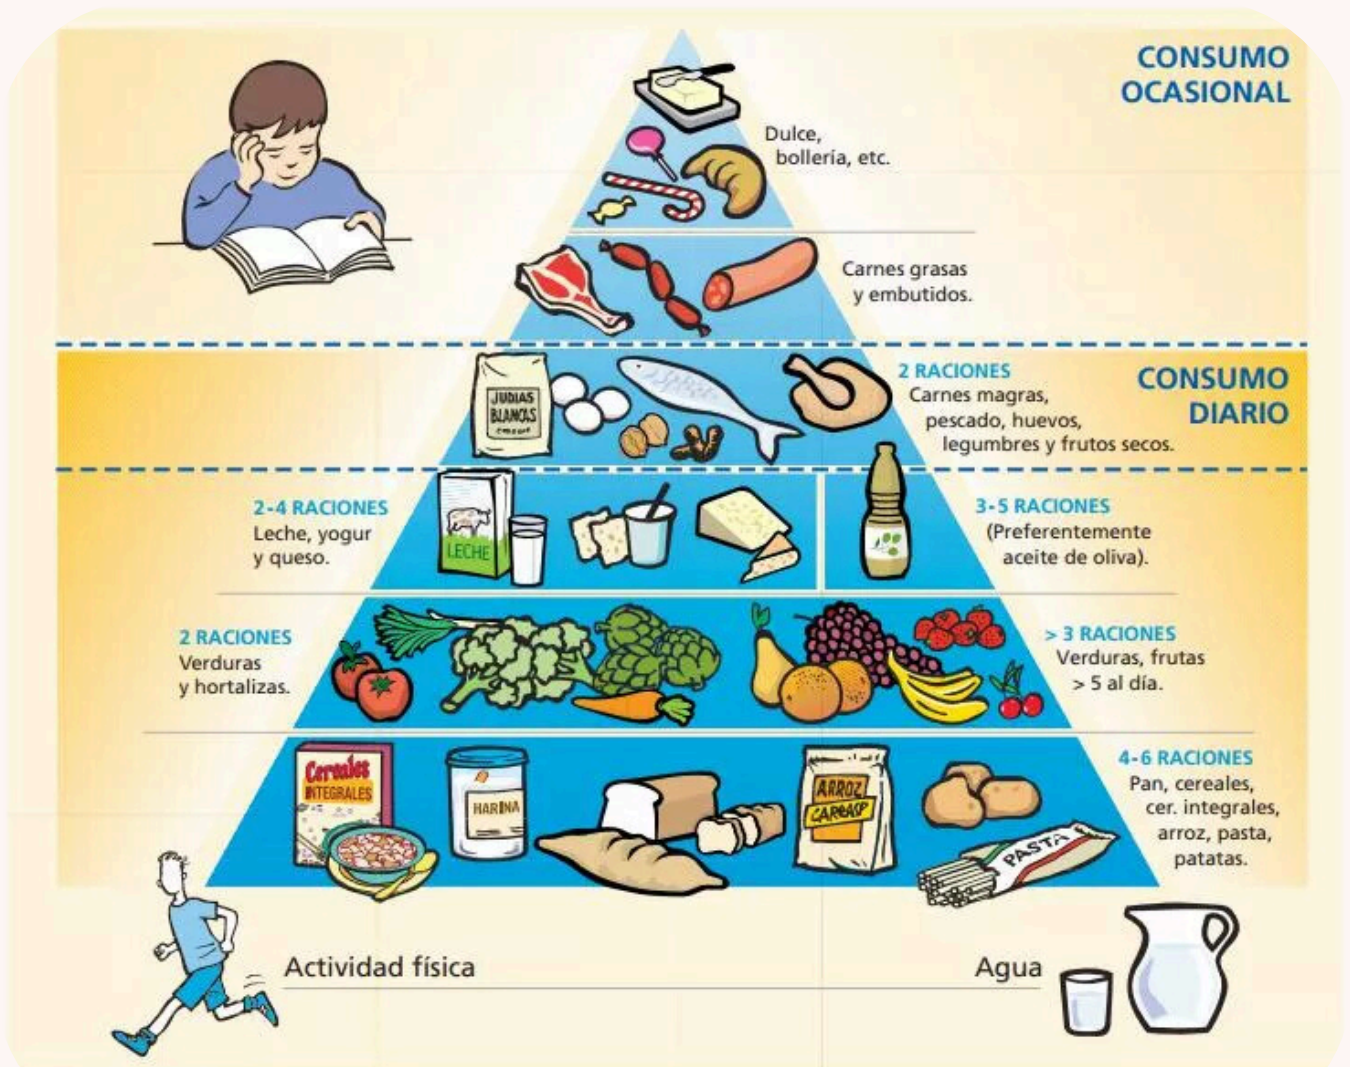 CONSUMO
OCASIONAL
Dulce,
bollería, etc.
Carnes grasas
y embutidos.
2 RACIONES
Carnes magras,
pescado, huevos,
legumbres y frutos secos.
CONSUMO
DIARIO
JUDIAS
BLANCAS
2-4 RACIONES
Leche, yogur
y queso.
LECHE
3-5 RACIONES
(Preferentemente
aceite de oliva).
2 RACIONES
Verduras
y hortalizas.
> 3 RACIONES
Verduras, frutas
> 5 al día.
Cereales
INTEGRALES
HARINA
ARROZ
PASTA
4-6 RACIONES
Pan, cereales,
cer. integrales,
arroz, pasta,
patatas.
Actividad física
Agua